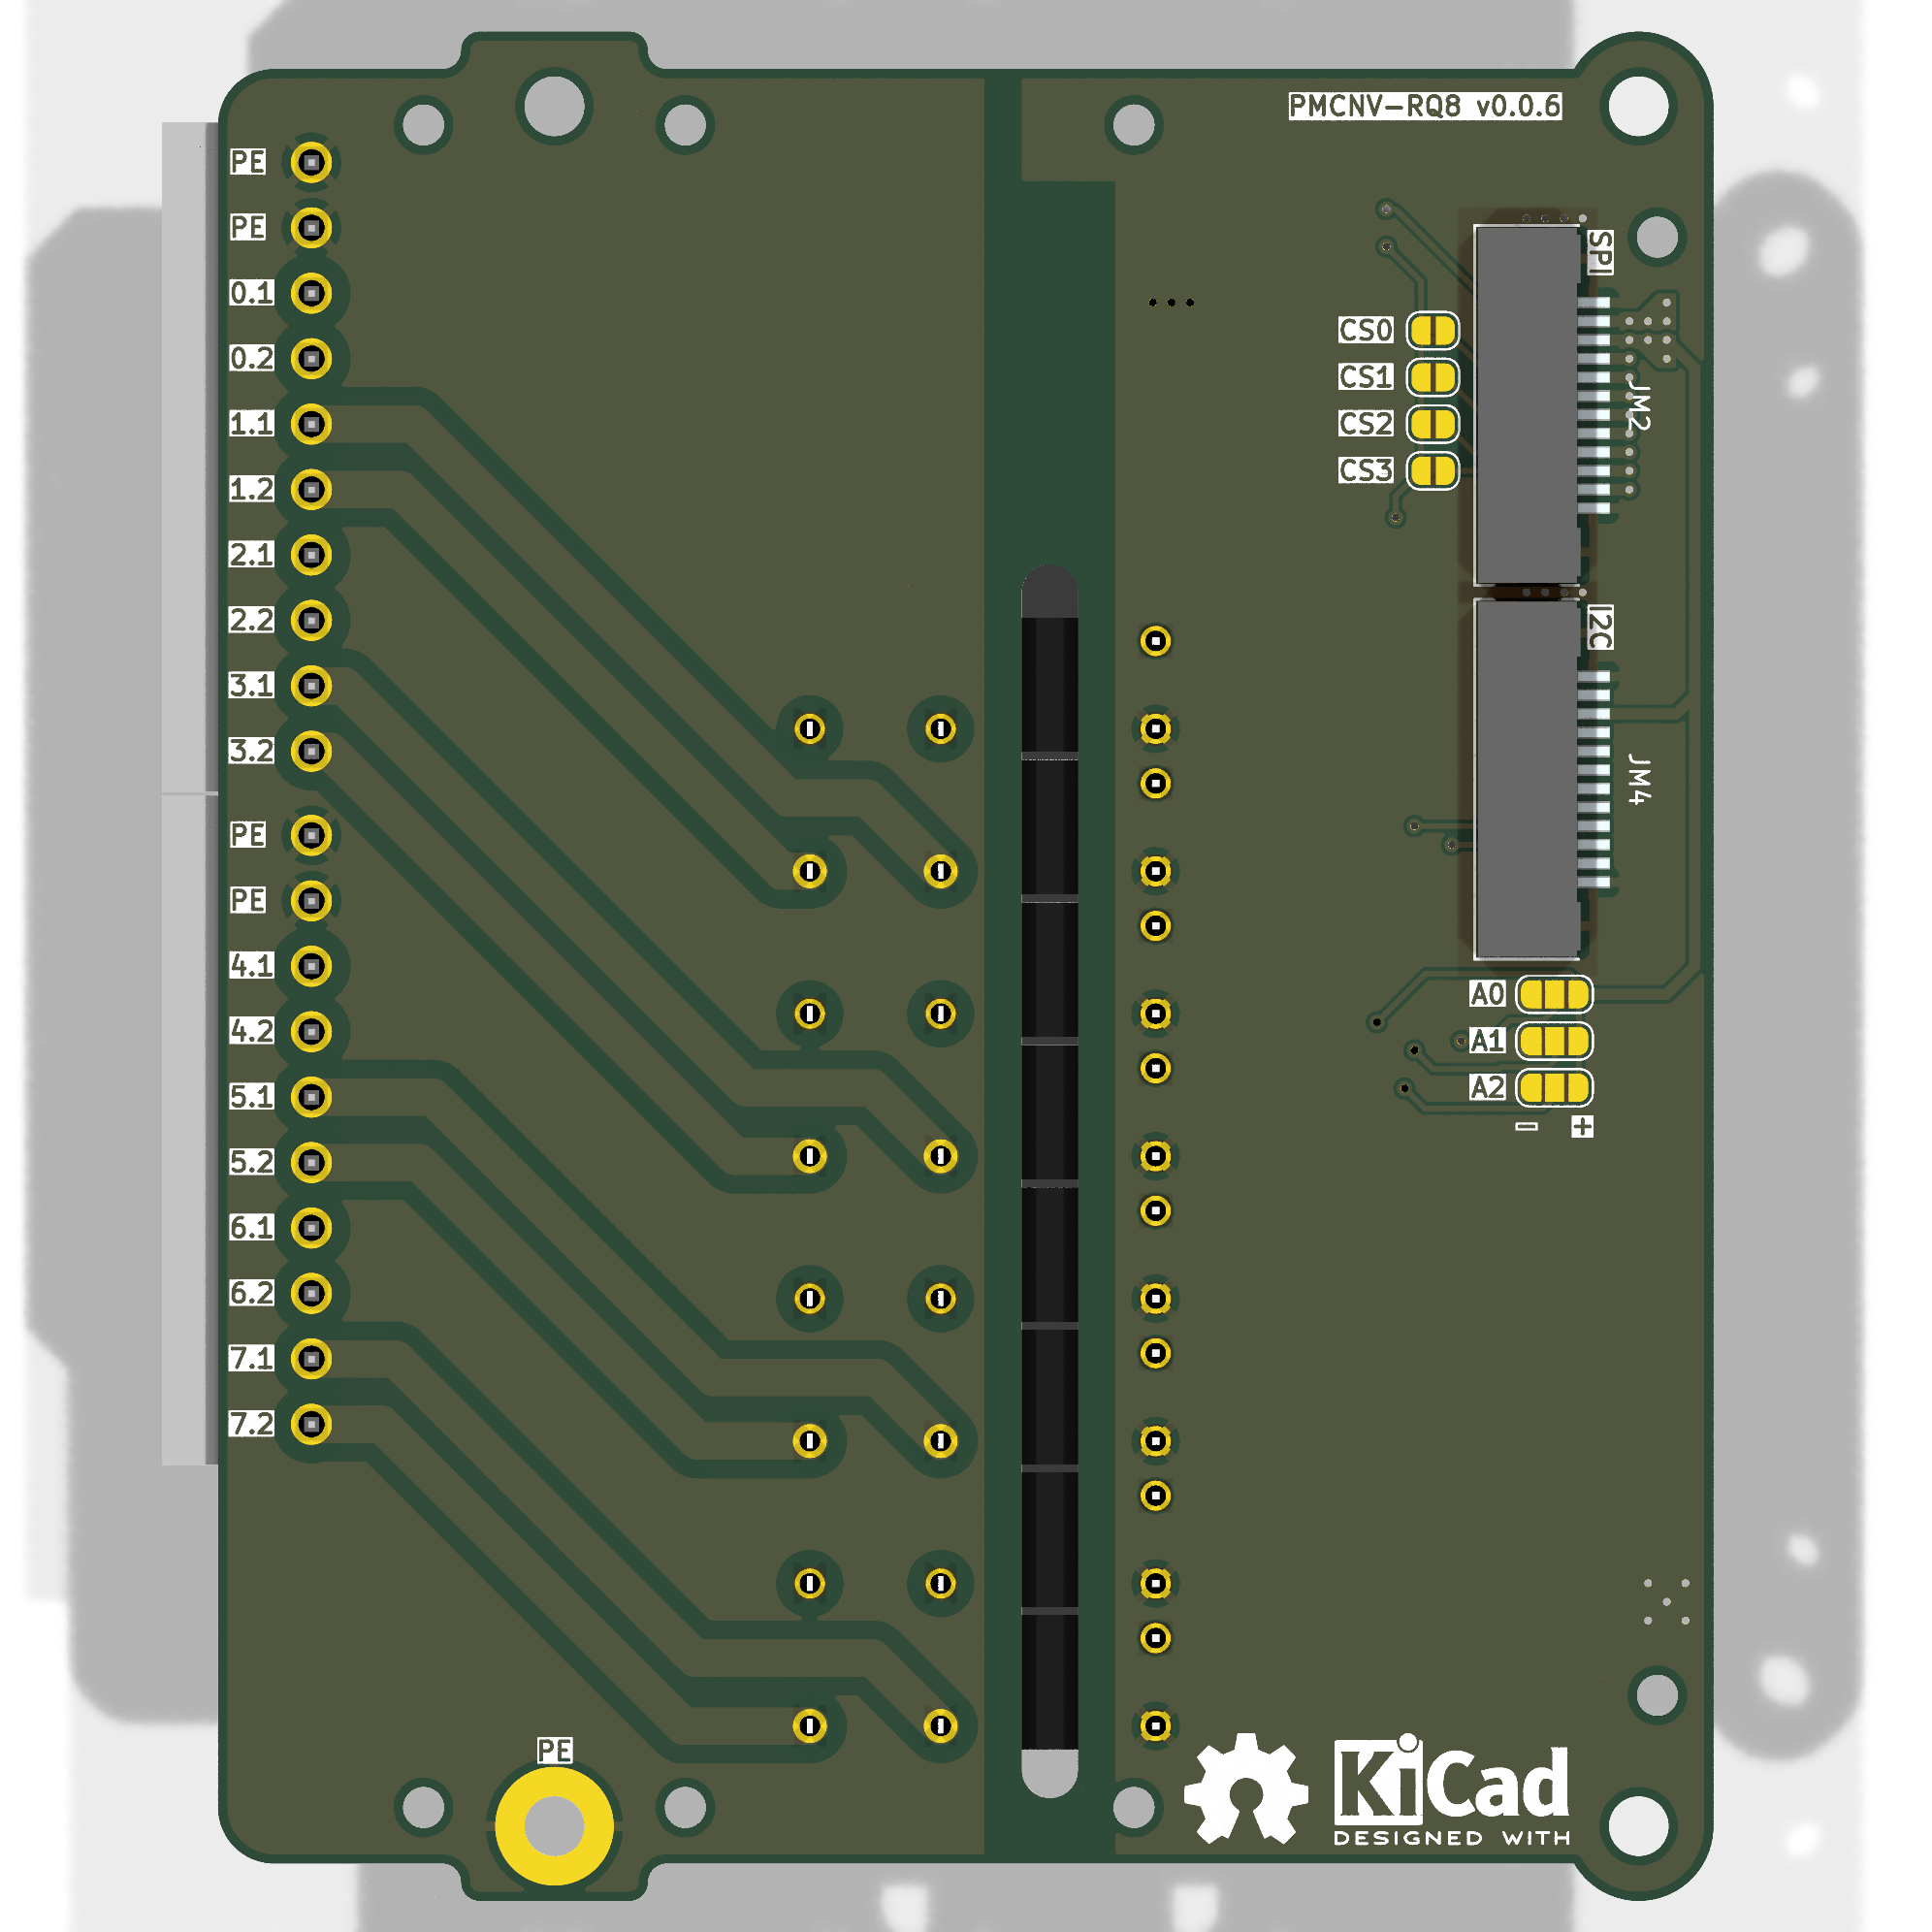 PMCNV-RQ8 v0.0.6
PE
PE
0.1
0.2
1.1
1.2
2.1
2.2
3.1
3.2
PE
PE
4.1
4.2
5.1
5.2
6.1
6.2
7.1
7.2
PE
SPI
CS0
CS1
CS2
CS3
JM2
I2C
JM4
A0
A1
A2
- +
KiCad
DESIGNED WITH